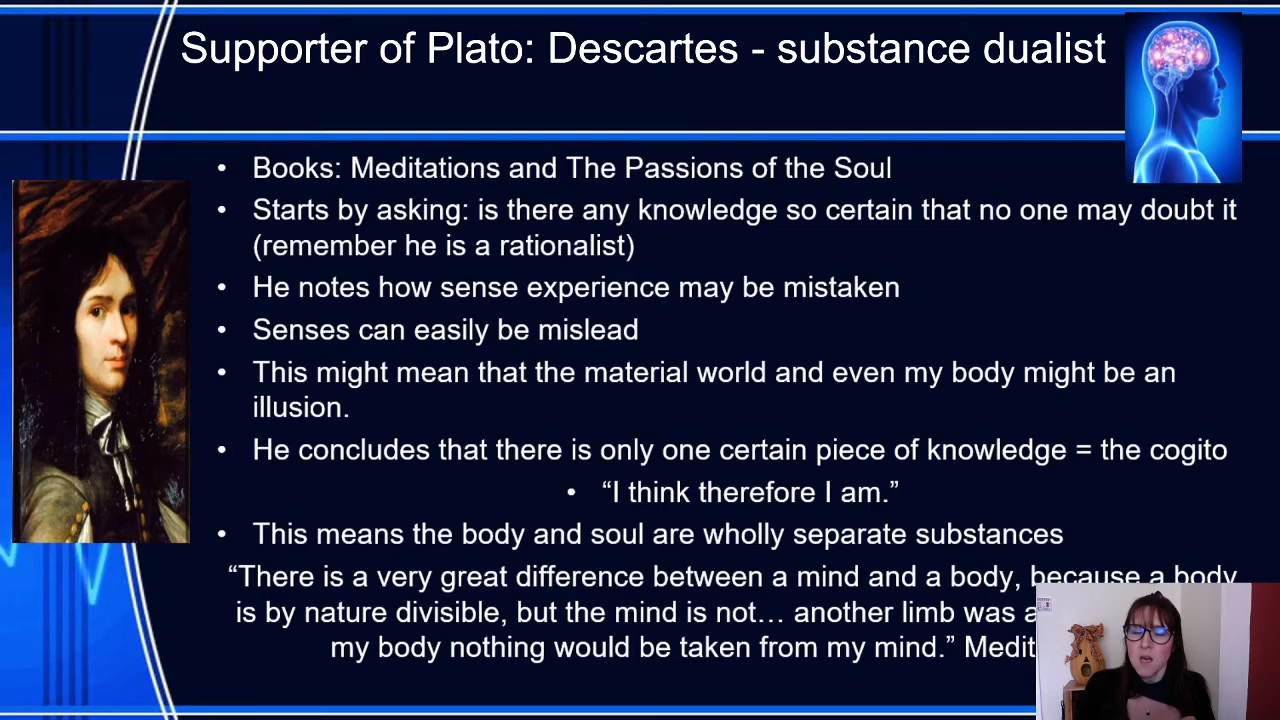 Supporter of Plato: Descartes - substance dualist
• Books: Meditations and The Passions of the Soul
• Starts by asking: is there any knowledge so certain that no one may doubt it
(remember he is a rationalist)
• He notes how sense experience may be mistaken
• Senses can easily be mislead
• This might mean that the material world and even my body might be an
illusion.
• He concludes that there is only one certain piece of knowledge = the cogito
• “I think therefore I am.”
• This means the body and soul are wholly separate substances
“There is a very great difference between a mind and a body, because a body
is by nature divisible, but the mind is not… another limb was
my body nothing would be taken from my mind.”